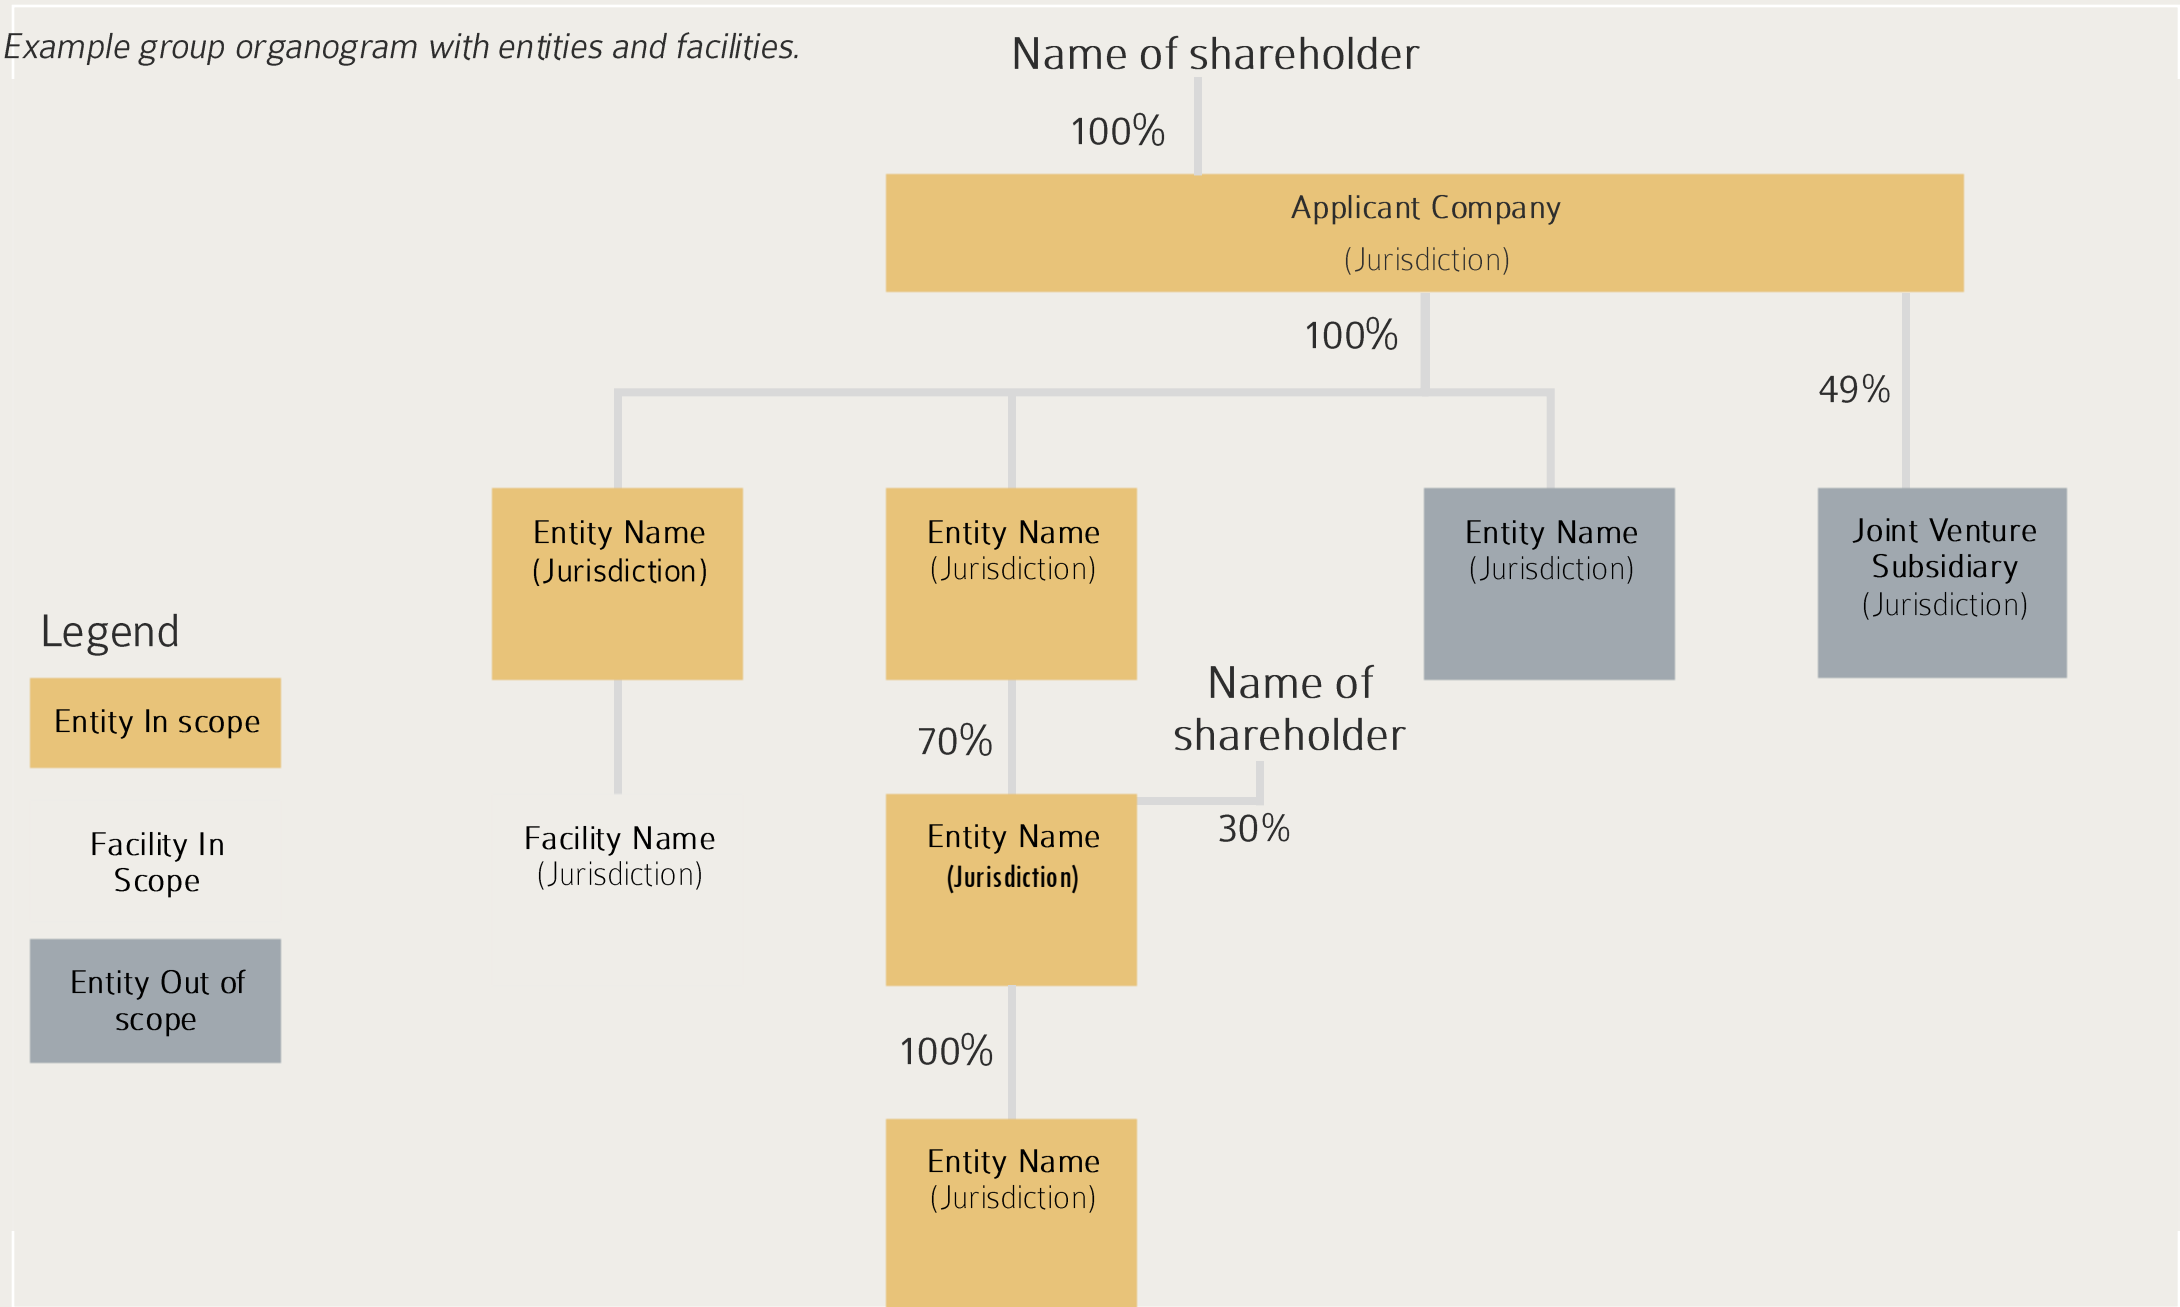 Example group organogram with entities and facilities.
Name of shareholder
100%
Applicant Company
(Jurisdiction)
100%
49%
Entity Name
(Jurisdiction)
Entity Name
(Jurisdiction)
Entity Name
(Jurisdiction)
Joint Venture
Subsidiary
(Jurisdiction)
Legend
Entity In scope
Facility In
Scope
Entity Out of
scope
Facility Name
(Jurisdiction)
70%
Name of
shareholder
30%
Entity Name
(Jurisdiction)
100%
Entity Name
(Jurisdiction)